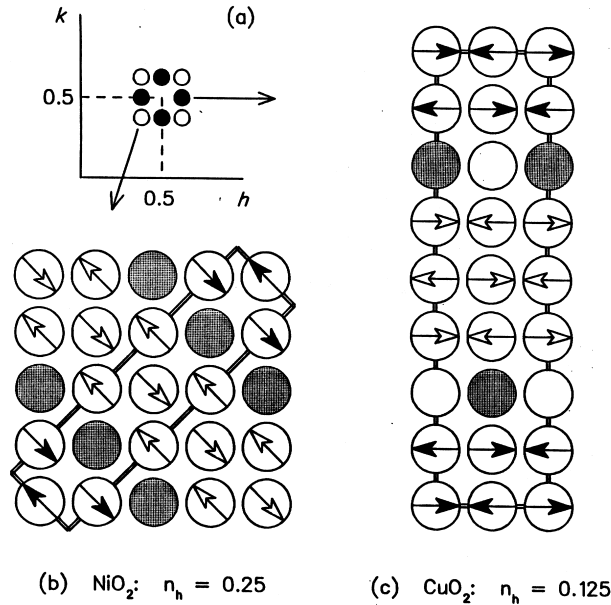 k
(a)
0.5
0.5
h
(b) NiO₂: nₕ = 0.25
(c) CuO₂: nₕ = 0.125